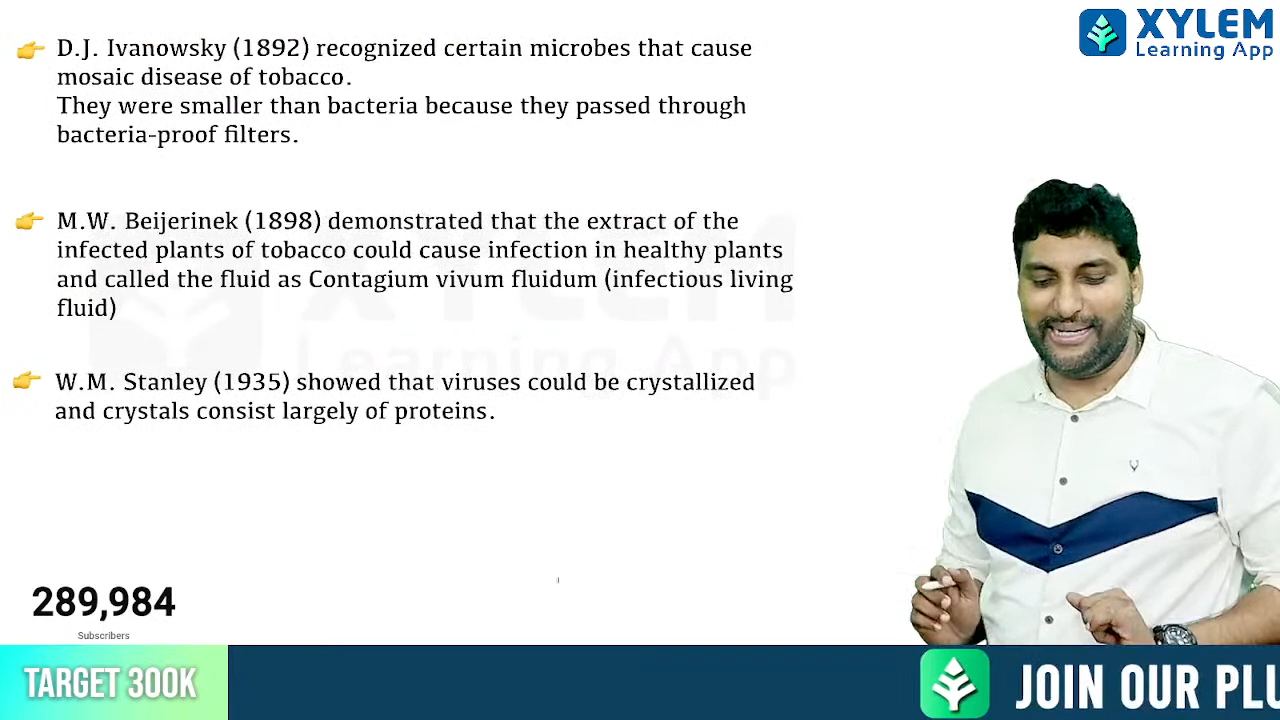 XYLEM
Learning App
D.J. Ivanowsky (1892) recognized certain microbes that cause
mosaic disease of tobacco.
They were smaller than bacteria because they passed through
bacteria-proof filters.
M.W. Beijerinek (1898) demonstrated that the extract of the
infected plants of tobacco could cause infection in healthy plants
and called the fluid as Contagium vivum fluidum (infectious living
fluid)
XYLEM
Learning App
W.M. Stanley (1935) showed that viruses could be crystallized
and crystals consist largely of proteins.
289,984
Subscribers
TARGET 300K
JOIN OUR PLU